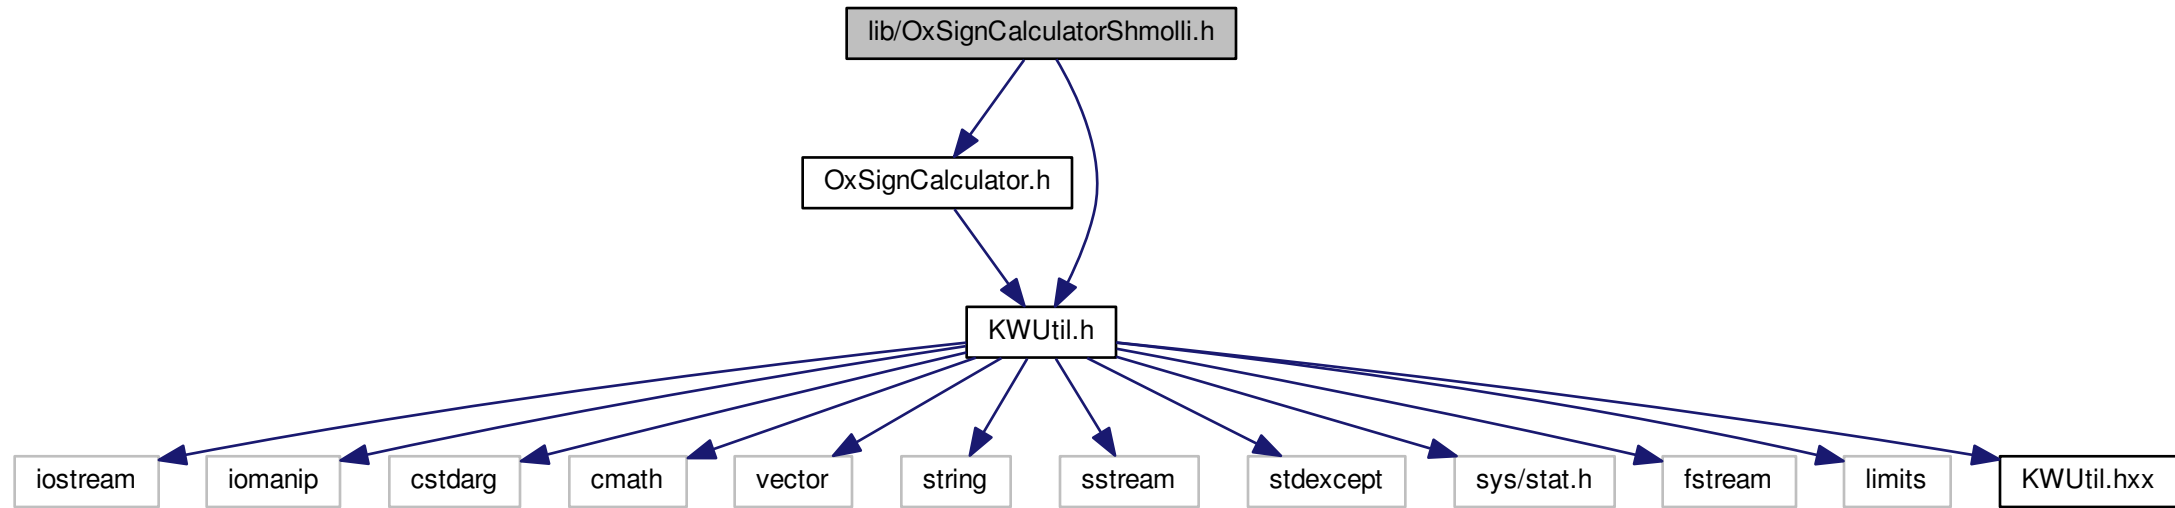 lib/OxSignCalculatorShmolli.h
OxSignCalculator.h
KWUtil.h
iostream
iomanip
cstdarg
cmath
vector
string
sstream
stdexcept
sys/stat.h
fstream
limits
KWUtil.hxx